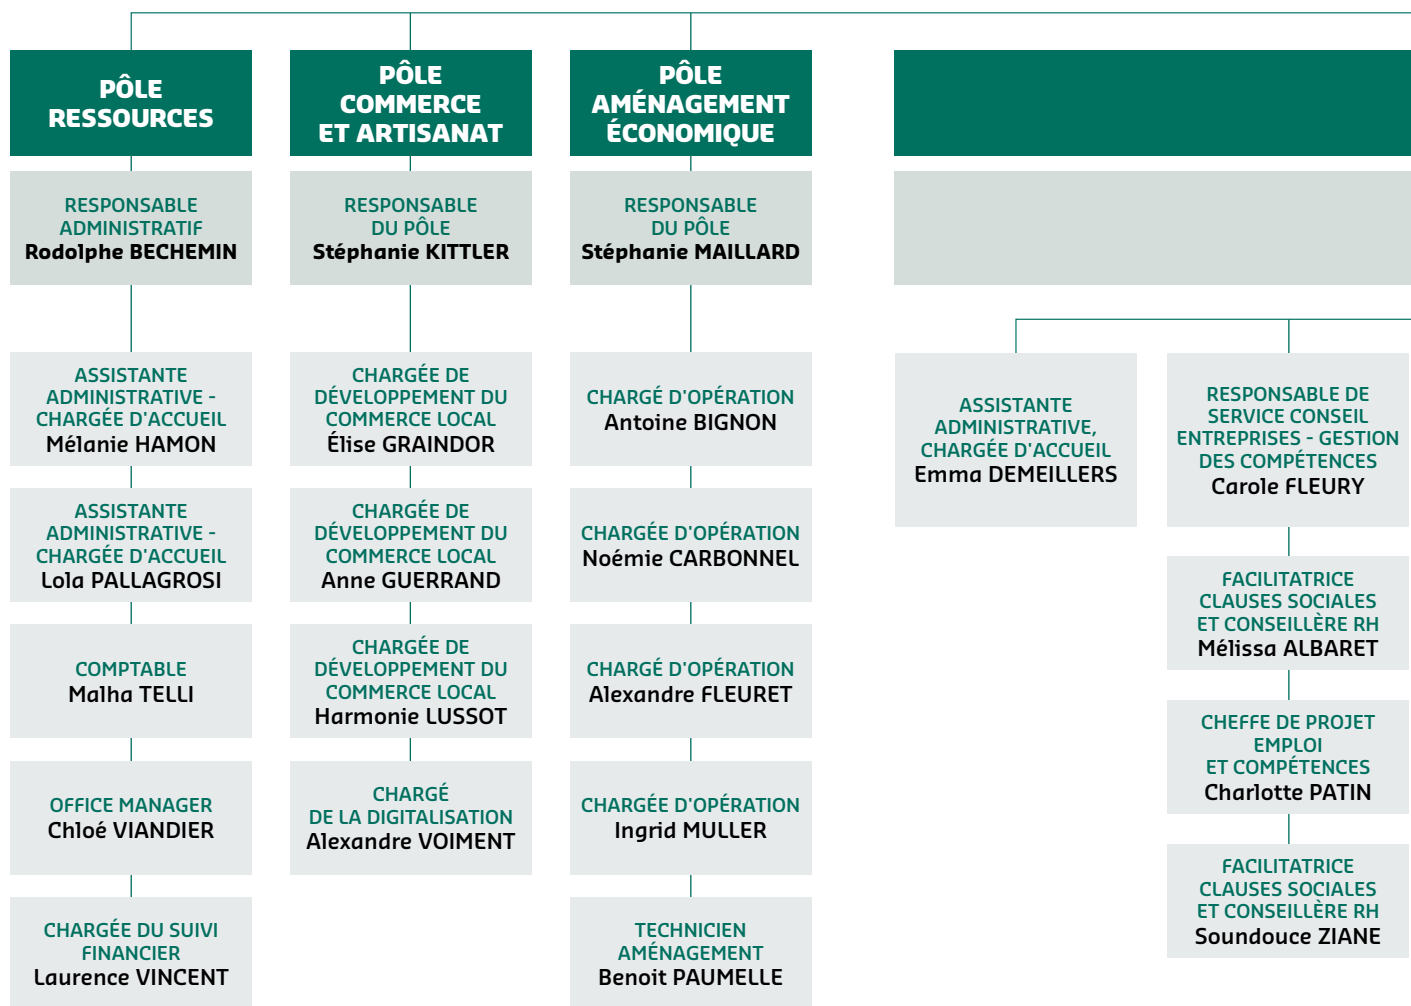 PÔLE
RESSOURCES
RESPONSABLE
ADMINISTRATIF
Rodolphe BECHEMIN
ASSISTANTE
ADMINISTRATIVE -
CHARGÉE D'ACCUEIL
Mélanie HAMON
ASSISTANTE
ADMINISTRATIVE -
CHARGÉE D'ACCUEIL
Lola PALLAGROSI
COMPTABLE
Malha TELLI
OFFICE MANAGER
Chloé VIANDIER
CHARGÉE DU SUIVI
FINANCIER
Laurence VINCENT
PÔLE
COMMERCE
ET ARTISANAT
RESPONSABLE
DU PÔLE
Stéphanie KITTLER
CHARGÉE DE
DÉVELOPPEMENT DU
COMMERCE LOCAL
Élise GRAINDOR
CHARGÉE DE
DÉVELOPPEMENT DU
COMMERCE LOCAL
Anne GUERRAND
CHARGÉE DE
DÉVELOPPEMENT DU
COMMERCE LOCAL
Harmonie LUSSOT
CHARGÉ
DE LA DIGITALISATION
Alexandre VOIMENT
PÔLE
AMÉNAGEMENT
ÉCONOMIQUE
RESPONSABLE
DU PÔLE
Stéphanie MAILLARD
CHARGÉ D'OPÉRATION
Antoine BIGNON
CHARGÉE D'OPÉRATION
Noémie CARBONNEL
CHARGÉ D'OPÉRATION
Alexandre FLEURET
CHARGÉE D'OPÉRATION
Ingrid MULLER
TECHNICIEN
AMÉNAGEMENT
Benoit PAUMELLE
ASSISTANTE
ADMINISTRATIVE,
CHARGÉE D'ACCUEIL
Emma DEMEILLERS
RESPONSABLE DE
SERVICE CONSEIL
ENTREPRISES - GESTION
DES COMPÉTENCES
Carole FLEURY
FACILITATRICE
CLAUSES SOCIALES
ET CONSEILLÈRE RH
Mélissa ALBARET
CHEFFE DE PROJET
EMPLOI
ET COMPÉTENCES
Charlotte PATIN
FACILITATRICE
CLAUSES SOCIALES
ET CONSEILLÈRE RH
Soundouce ZIANE